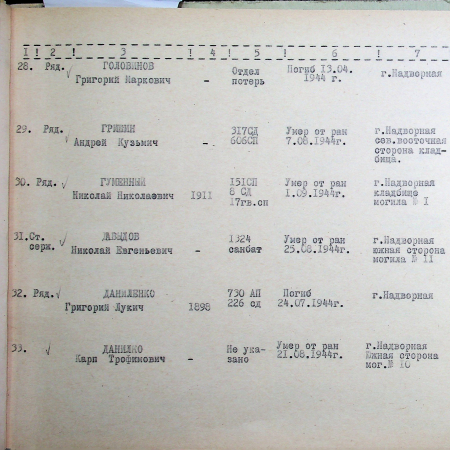 1 ! 2 ! 3 ! 4 ! 5 ! 6 ! 7
28. Ряд. ГОЛОВИНОВ Григорий Маркович - Отдел потерь Погиб 13.04. 1944 г. г.Надворная
29. Ряд. ГРИШИН Андрей Кузьмич - 317СД 606СП Умер от ран 7.08.1944г. г.Надворная сев.восточная сторона клад-бища.
30. Ряд. ГУМЕННЫЙ Николай Николаевич 1911 151СП 8 СД 17гв.сп Умер от ран 1.09.1944г. г.Надворная кладбище могила № I
31.Ст. серж. ДАВЫДОВ Николай Евгеньевич - 1324 санбат Умер от ран 25.08.1944г. г.Надворная южная сторона могила № 11
32. Ряд. ДАНИЛЕНКО Григорий Лукич 1898 730 АП 226 сд Погиб 24.07.1944г. г.Надворная
33. ДАНИЛКО Карп Трофимович - Не ука-зано Умер от ран 21.08.1944г. г.Надворная Южная сторона мог.№ 10